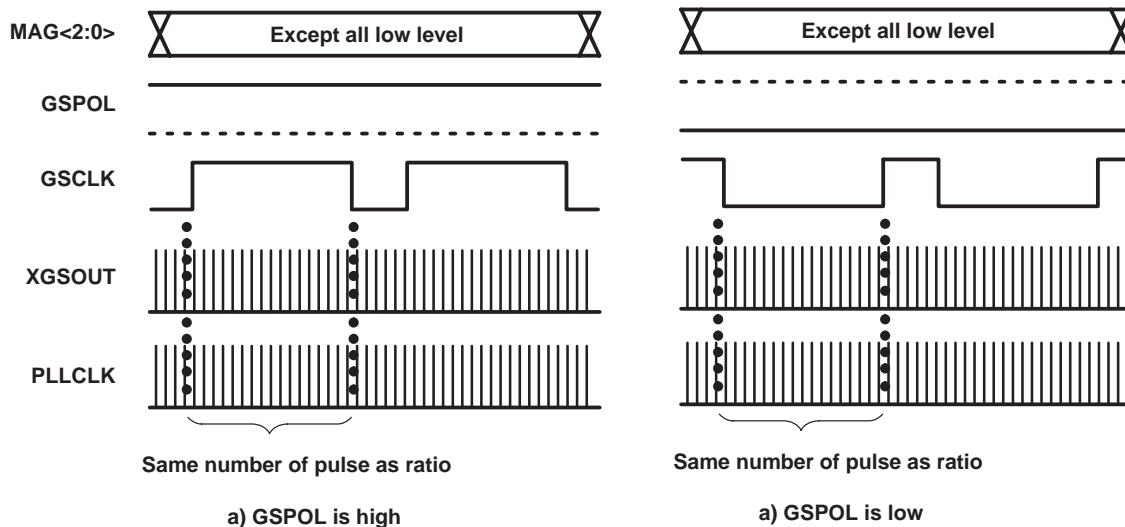 MAG<2:0>
Except all low level
Except all low level
GSPOL
GSCLK
XGSOUT
PLLCLK
Same number of pulse as ratio
Same number of pulse as ratio
a) GSPOL is high
a) GSPOL is low